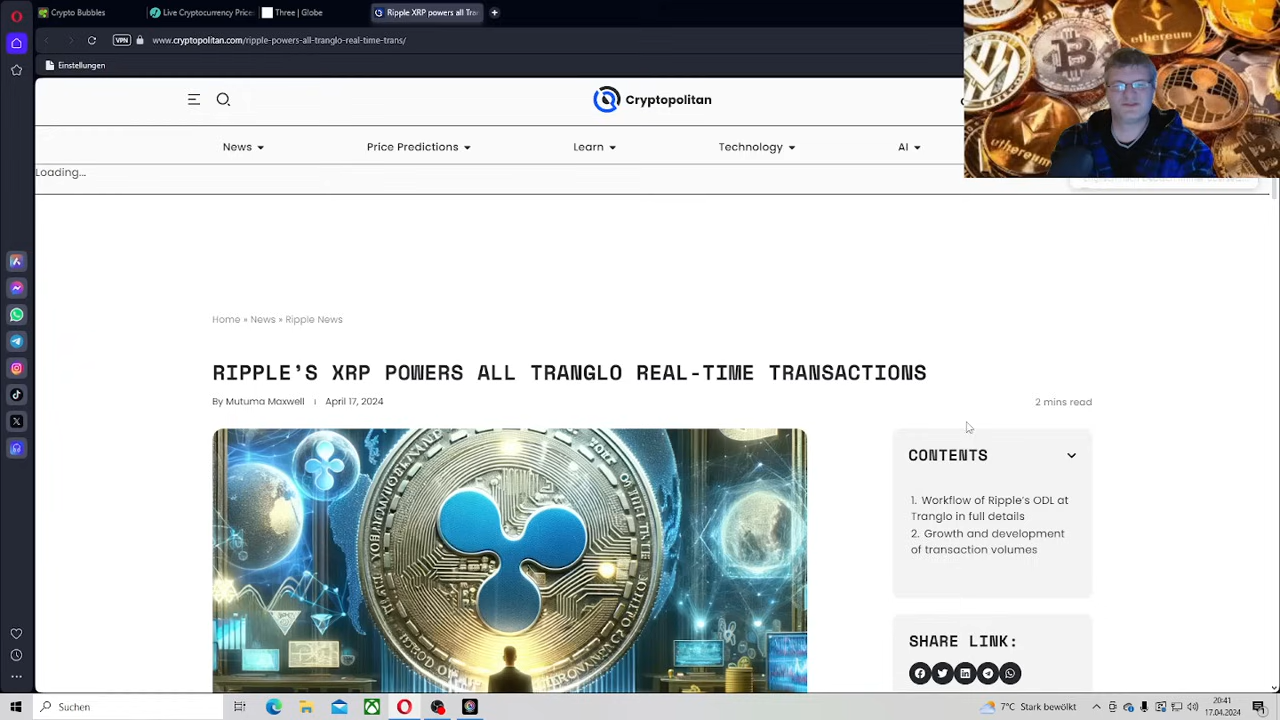 Crypto Bubbles
Live Cryptocurrency Price
Three | Globe
Ripple XRP powers all Tran
VPN
www.cryptopolitan.com/ripple-powers-all-tranglo-real-time-trans/
Einstellungen
Cryptopolitan
News
Price Predictions
Learn
Technology
AI
Loading...
Home » News » Ripple News
RIPPLE'S XRP POWERS ALL TRANGLO REAL-TIME TRANSACTIONS
By Mutuma Maxwell ı April 17, 2024
2 mins read
CONTENTS
1. Workflow of Ripple's ODL at
Tranglo in full details
2. Growth and development
of transaction volumes
SHARE LINK:
ethereum
ethereum
Suchen
7°C Stark bewölkt
20:41
17.04.2024